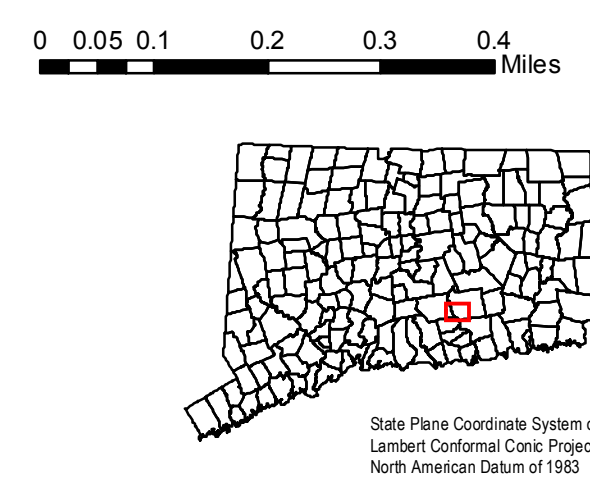 0 0.05 0.1 0.2 0.3 0.4
Miles
State Plane Coordinate System
Lambert Conformal Conic
North American Datum of 1983